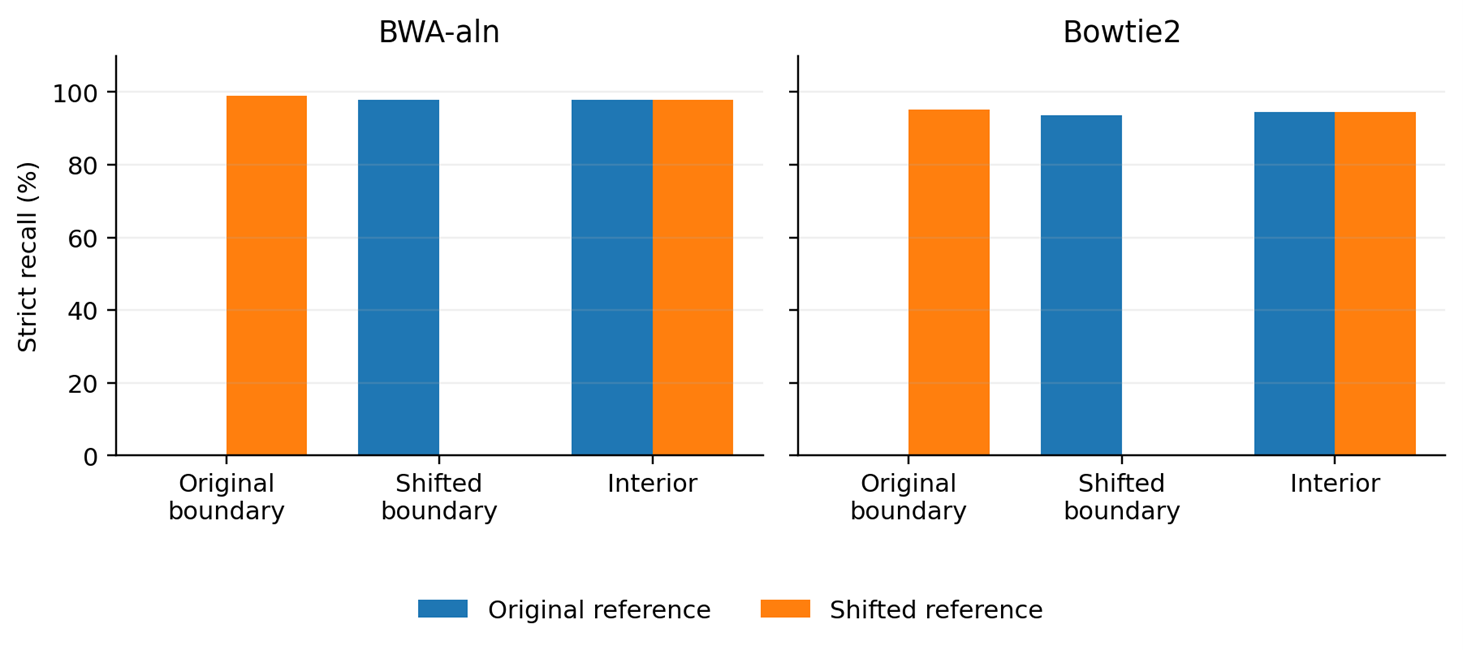 BWA-aln
Bowtie2
Strict recall (%)
100
80
60
40
20
0
Original
boundary
Shifted
boundary
Interior
Original
boundary
Shifted
boundary
Interior
Original reference
Shifted reference